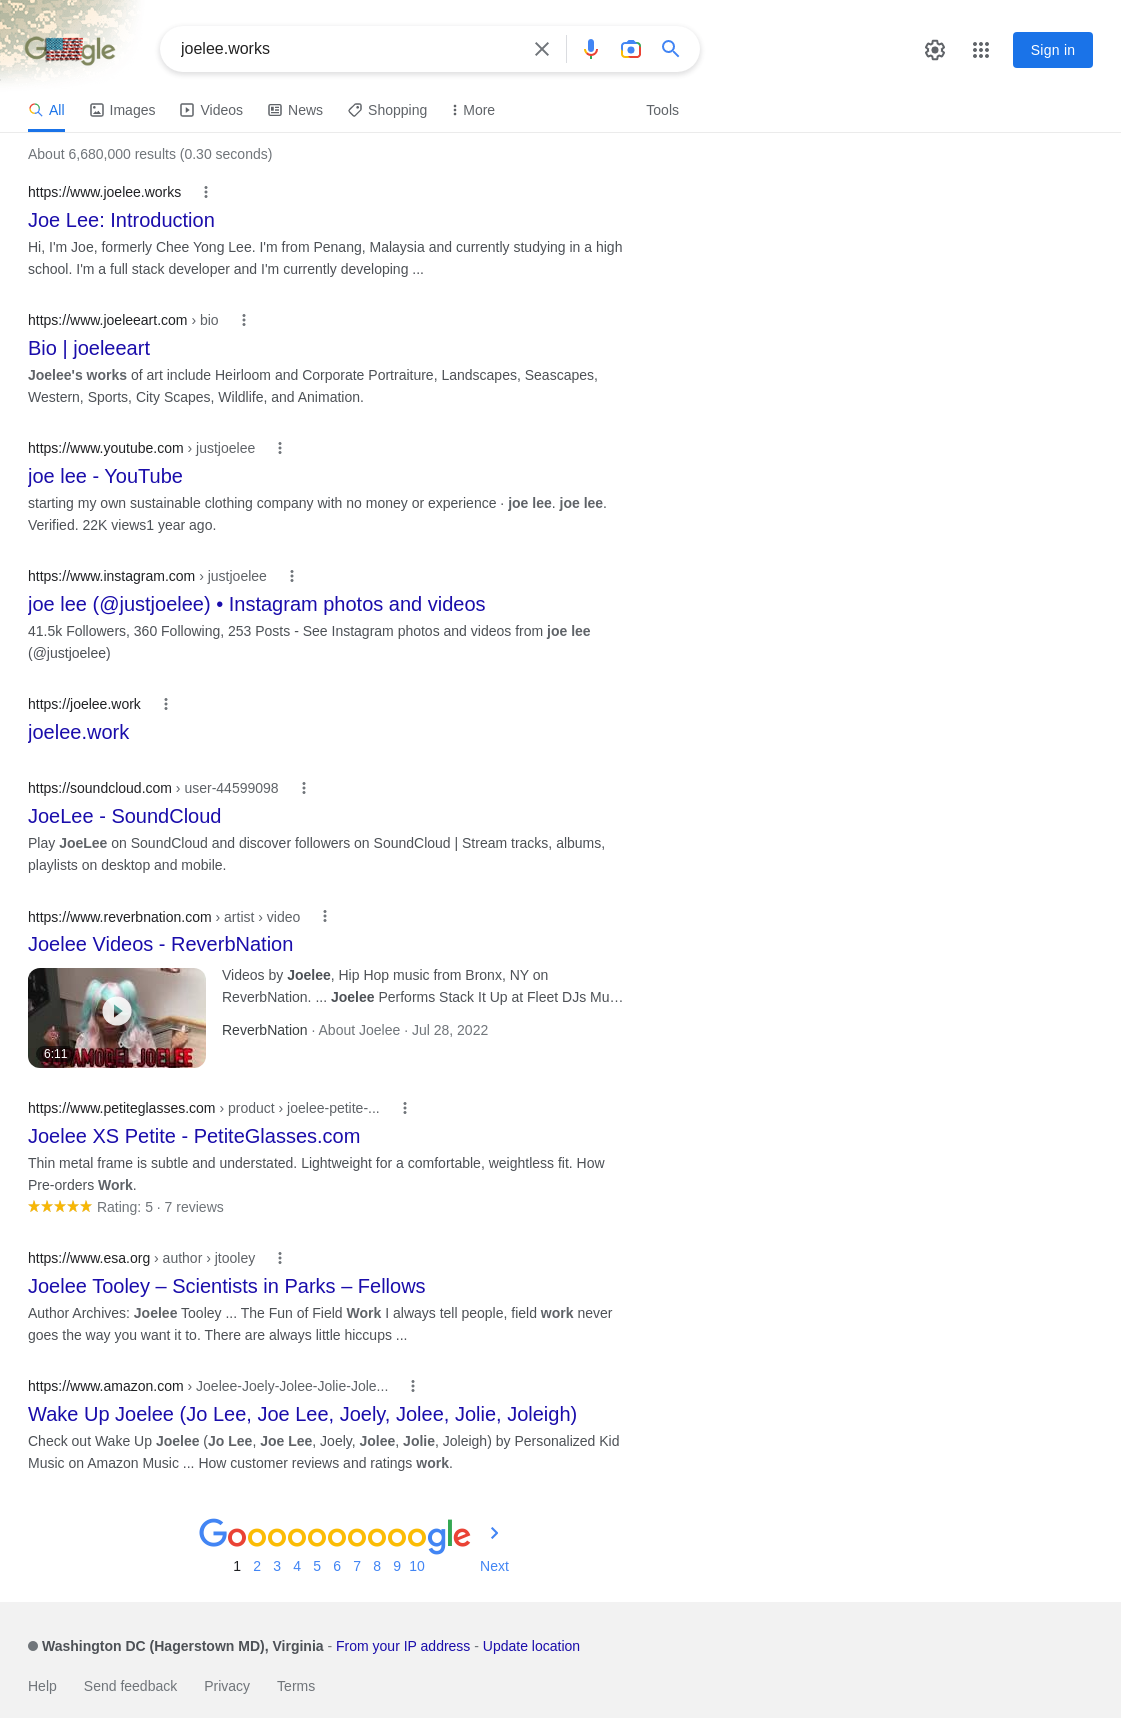 Google
joelee.works
Sign in
All Images Videos News Shopping More Tools
About 6,680,000 results (0.30 seconds)
https://www.joelee.works
Joe Lee: Introduction
Hi, I'm Joe, formerly Chee Yong Lee. I'm from Penang, Malaysia and currently studying in a high
school. I'm a full stack developer and I'm currently developing ...
https://www.joeleeart.com › bio
Bio | joeleeart
Joelee's works of art include Heirloom and Corporate Portraiture, Landscapes, Seascapes,
Western, Sports, City Scapes, Wildlife, and Animation.
https://www.youtube.com › justjoelee
joe lee - YouTube
starting my own sustainable clothing company with no money or experience · joe lee. joe lee.
Verified. 22K views1 year ago.
https://www.instagram.com › justjoelee
joe lee (@justjoelee) • Instagram photos and videos
41.5k Followers, 360 Following, 253 Posts - See Instagram photos and videos from joe lee
(@justjoelee)
https://joelee.work
joelee.work
https://soundcloud.com › user-44599098
JoeLee - SoundCloud
Play JoeLee on SoundCloud and discover followers on SoundCloud | Stream tracks, albums,
playlists on desktop and mobile.
https://www.reverbnation.com › artist › video
Joelee Videos - ReverbNation
Videos by Joelee, Hip Hop music from Bronx, NY on
ReverbNation. ... Joelee Performs Stack It Up at Fleet DJs Mu…
ReverbNation · About Joelee · Jul 28, 2022
6:11
JOELEE
https://www.petiteglasses.com › product › joelee-petite-...
Joelee XS Petite - PetiteGlasses.com
Thin metal frame is subtle and understated. Lightweight for a comfortable, weightless fit. How
Pre-orders Work.
Rating: 5 · 7 reviews
https://www.esa.org › author › jtooley
Joelee Tooley – Scientists in Parks – Fellows
Author Archives: Joelee Tooley ... The Fun of Field Work I always tell people, field work never
goes the way you want it to. There are always little hiccups ...
https://www.amazon.com › Joelee-Joely-Jolee-Jolie-Jole...
Wake Up Joelee (Jo Lee, Joe Lee, Joely, Jolee, Jolie, Joleigh)
Check out Wake Up Joelee (Jo Lee, Joe Lee, Joely, Jolee, Jolie, Joleigh) by Personalized Kid
Music on Amazon Music ... How customer reviews and ratings work.
Goooooooooogle
1 2 3 4 5 6 7 8 9 10 Next
Washington DC (Hagerstown MD), Virginia - From your IP address - Update location
Help Send feedback Privacy Terms